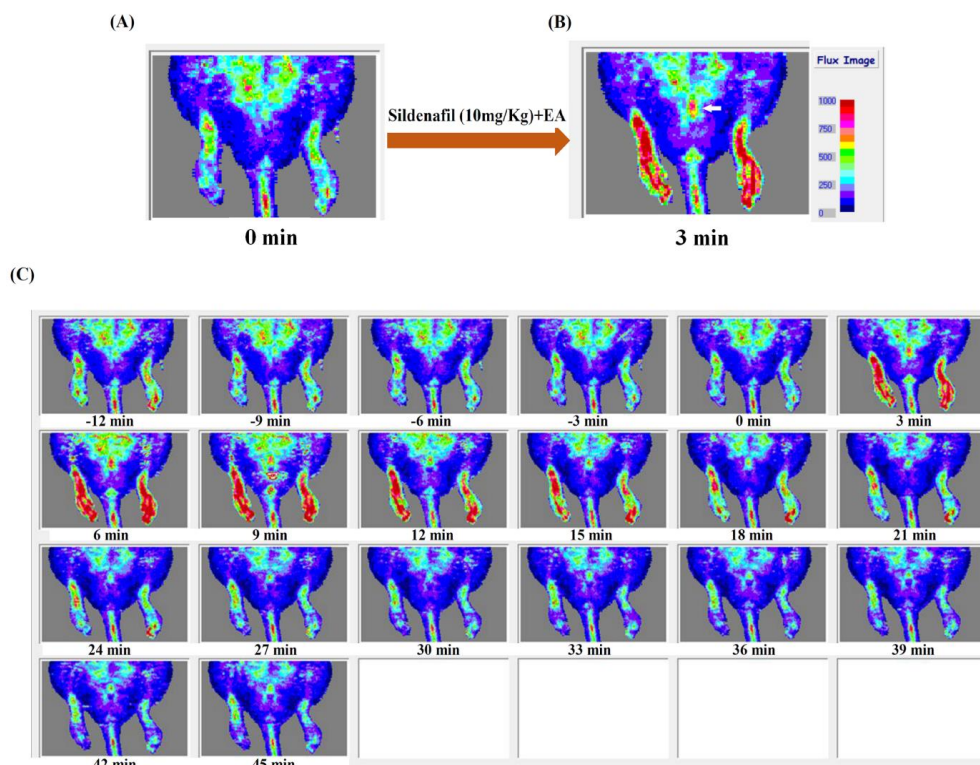 (A)
(B)
Sildenafil (10mg/Kg)+EA
Flux Image
1000
750
500
250
0
0 min
3 min
(C)
-12 min
-9 min
-6 min
-3 min
0 min
3 min
6 min
9 min
12 min
15 min
18 min
21 min
24 min
27 min
30 min
33 min
36 min
39 min
42 min
45 min